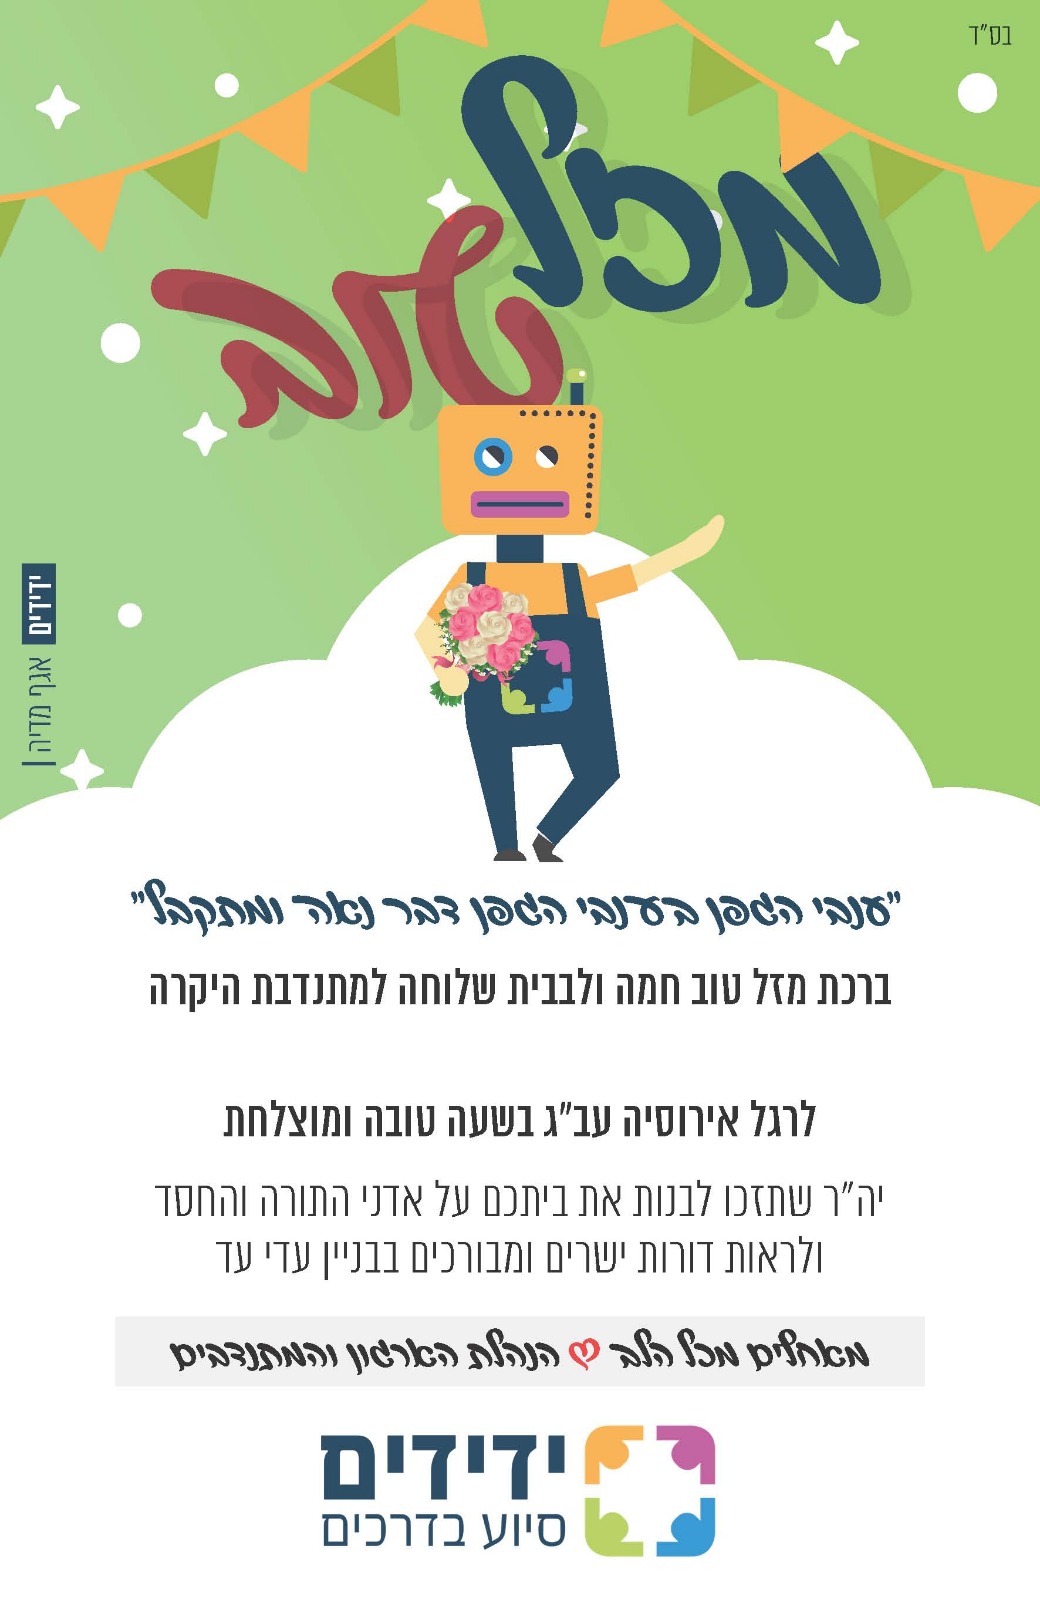 בס"ד
מזל
טוב
ידידים אגף מדיה |
"ענבי הגפן בענבי הגפן דבר נאה ומתקבל"
ברכת מזל טוב חמה ולבבית שלוחה למתנדבת היקרה
לרגל אירוסיה עב"ג בשעה טובה ומוצלחת
יה"ר שתזכו לבנות את ביתכם על אדני התורה והחסד
ולראות דורות ישרים ומבורכים בבניין עדי עד
מאחלים מכל הלב הנהלת הארגון והמתנדבים
ידידים
סיוע בדרכים